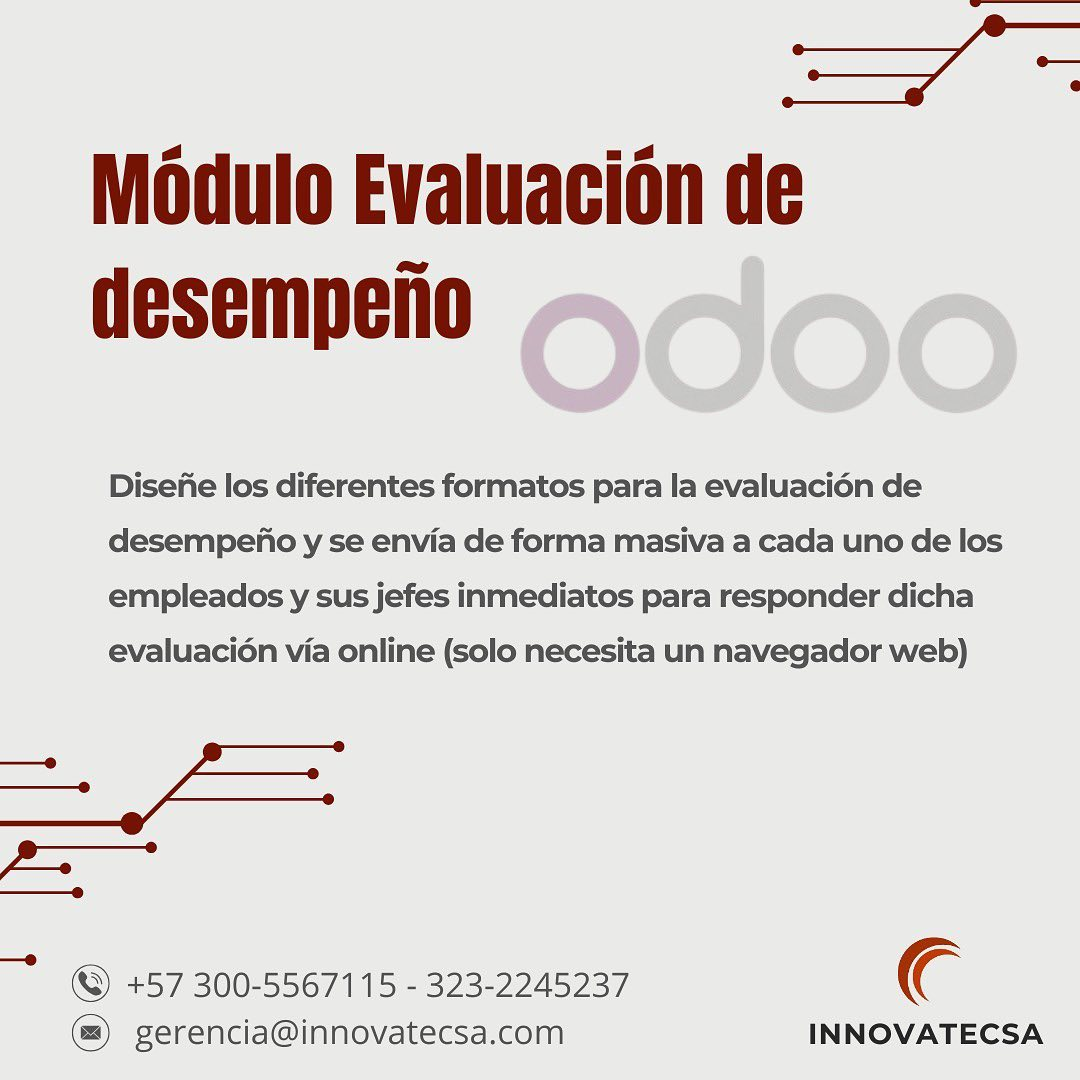 Módulo Evaluación de
desempeño
odoo
Diseñe los diferentes formatos para la evaluación de
desempeño y se envía de forma masiva a cada uno de los
empleados y sus jefes inmediatos para responder dicha
evaluación vía online (solo necesita un navegador web)
+57 300-5567115 - 323-2245237
gerencia@innovatecsa.com
INNOVATECSA